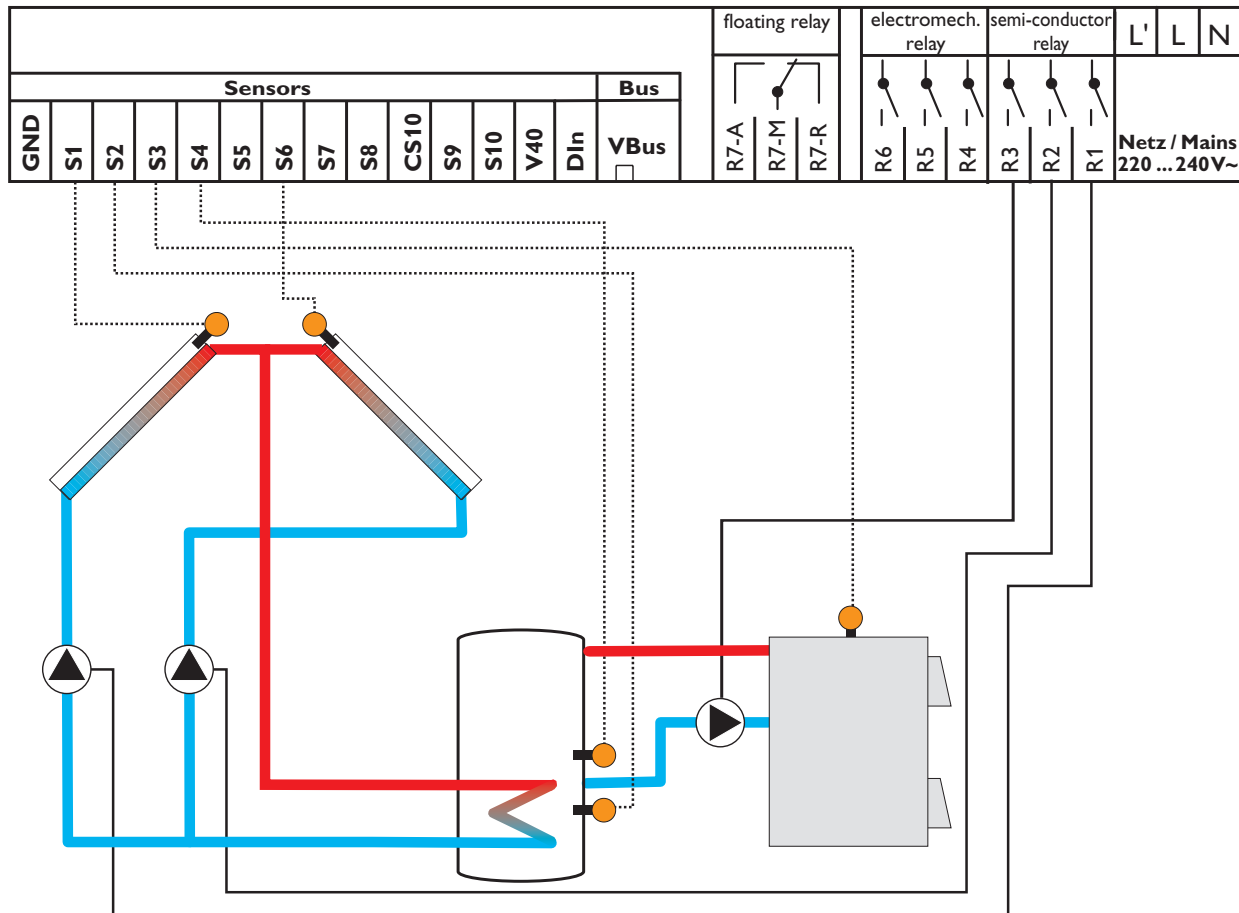 floating relay
electromech.
relay
semi-conductor
relay
L'
L
N
Sensors
Bus
GND
S1
S2
S3
S4
S5
S6
S7
S8
CS10
S9
S10
V40
DIn
VBus
R7-A
R7-M
R7-R
R6
R5
R4
R3
R2
R1
Netz / Mains
220 ... 240 V~